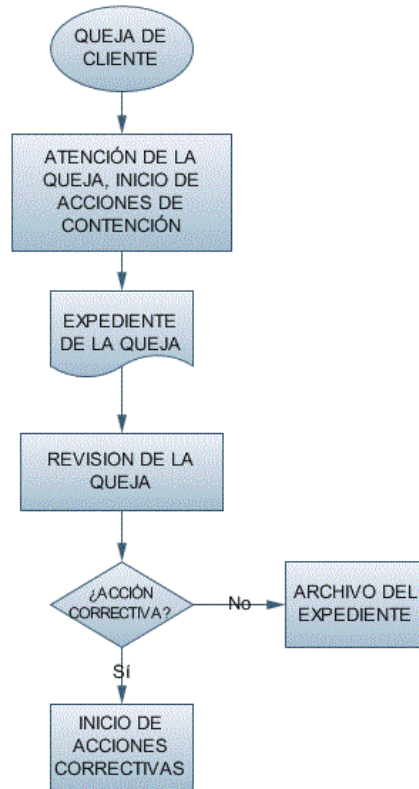 QUEJA DE
CLIENTE
ATENCIÓN DE LA
QUEJA, INICIO DE
ACCIONES DE
CONTENCIÓN
EXPEDIENTE
DE LA QUEJA
REVISION DE LA
QUEJA
¿ACCIÓN
CORRECTIVA?
No
ARCHIVO DEL
EXPEDIENTE
Sí
INICIO DE
ACCIONES
CORRECTIVAS